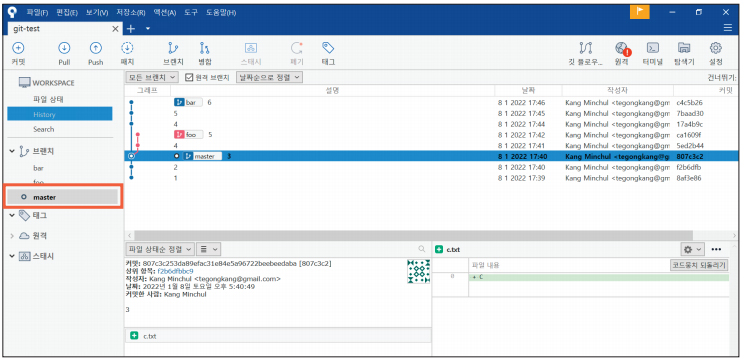 파일(F) 편집(E) 보기(V) 저장소(R) 액션(A) 도구 도움말(H)
git-test
커밋 Pull Push 패치 브랜치 병합 스태시 폐기 태그 깃 플로우... 원격 터미널 탐색기 설정
WORKSPACE
파일 상태
History
Search
브랜치
bar
foo
master
태그
원격
스태시
모든 브랜치 원격 브랜치 날짜순으로 정렬 건너뛰기:
그래프 설명 날짜 작성자 커밋
bar 6 8 1 2022 17:46 Kang Minchul <tegongkang@gm c4c5b26
5 8 1 2022 17:45 Kang Minchul <tegongkang@gm 7baad30
4 8 1 2022 17:44 Kang Minchul <tegongkang@gm 17a4b9c
foo 5 8 1 2022 17:42 Kang Minchul <tegongkang@gm ca1609f
4 8 1 2022 17:41 Kang Minchul <tegongkang@gm 5ed2b44
master 3 8 1 2022 17:40 Kang Minchul <tegongkang@g 807c3c2
2 8 1 2022 17:40 Kang Minchul <tegongkang@gm f2b6dfb
1 8 1 2022 17:39 Kang Minchul <tegongkang@gm 8af3e86
파일 상태순 정렬
커밋: 807c3c253da89efac31e84e5a96722beebeedaba [807c3c2]
상위 항목: f2b6dfbbc9
작성자: Kang Minchul <tegongkang@gmail.com>
날짜: 2022년 1월 8일 토요일 오후 5:40:49
커밋한 사람: Kang Minchul
3
c.txt
c.txt
파일 내용 코드뭉치 되돌리기
+ C